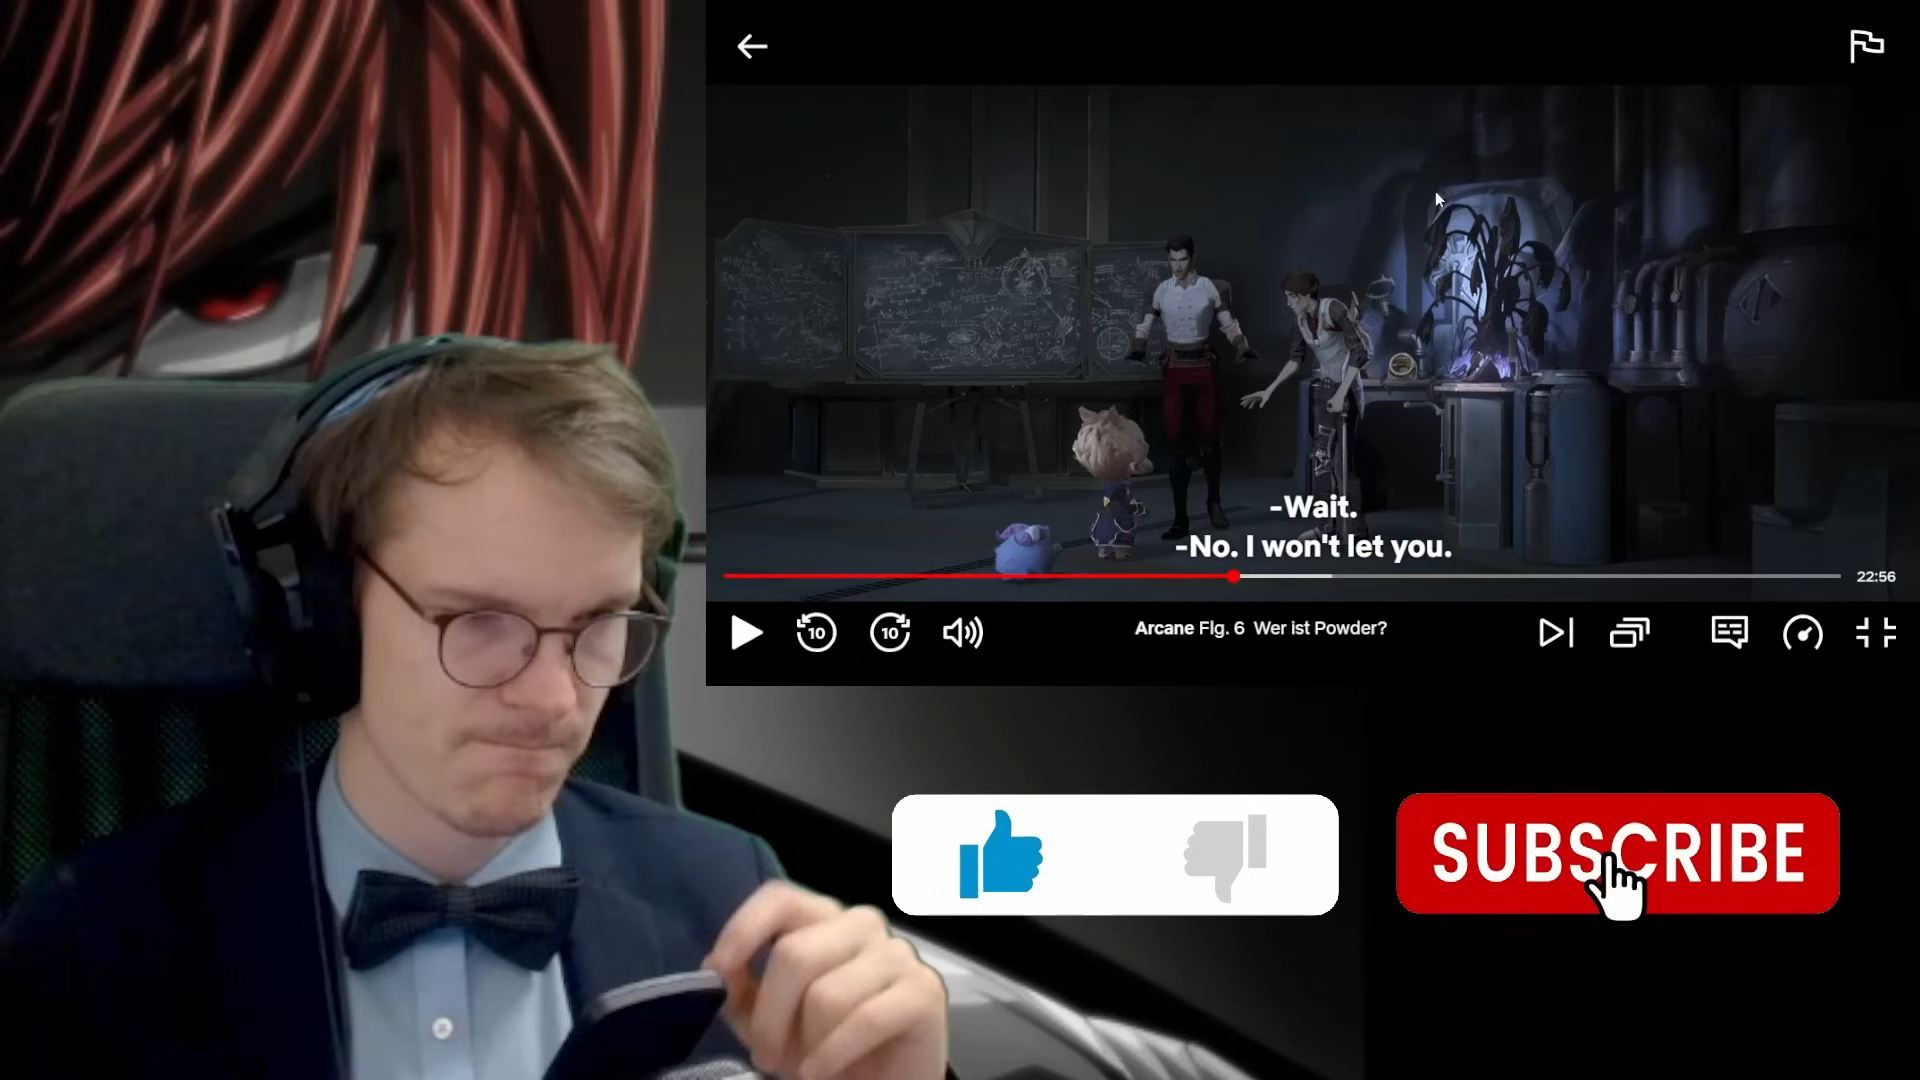 -Wait.
-No. I won't let you.
22:56
10
10
Arcane Flg. 6 Wer ist Powder?
SUBSCRIBE